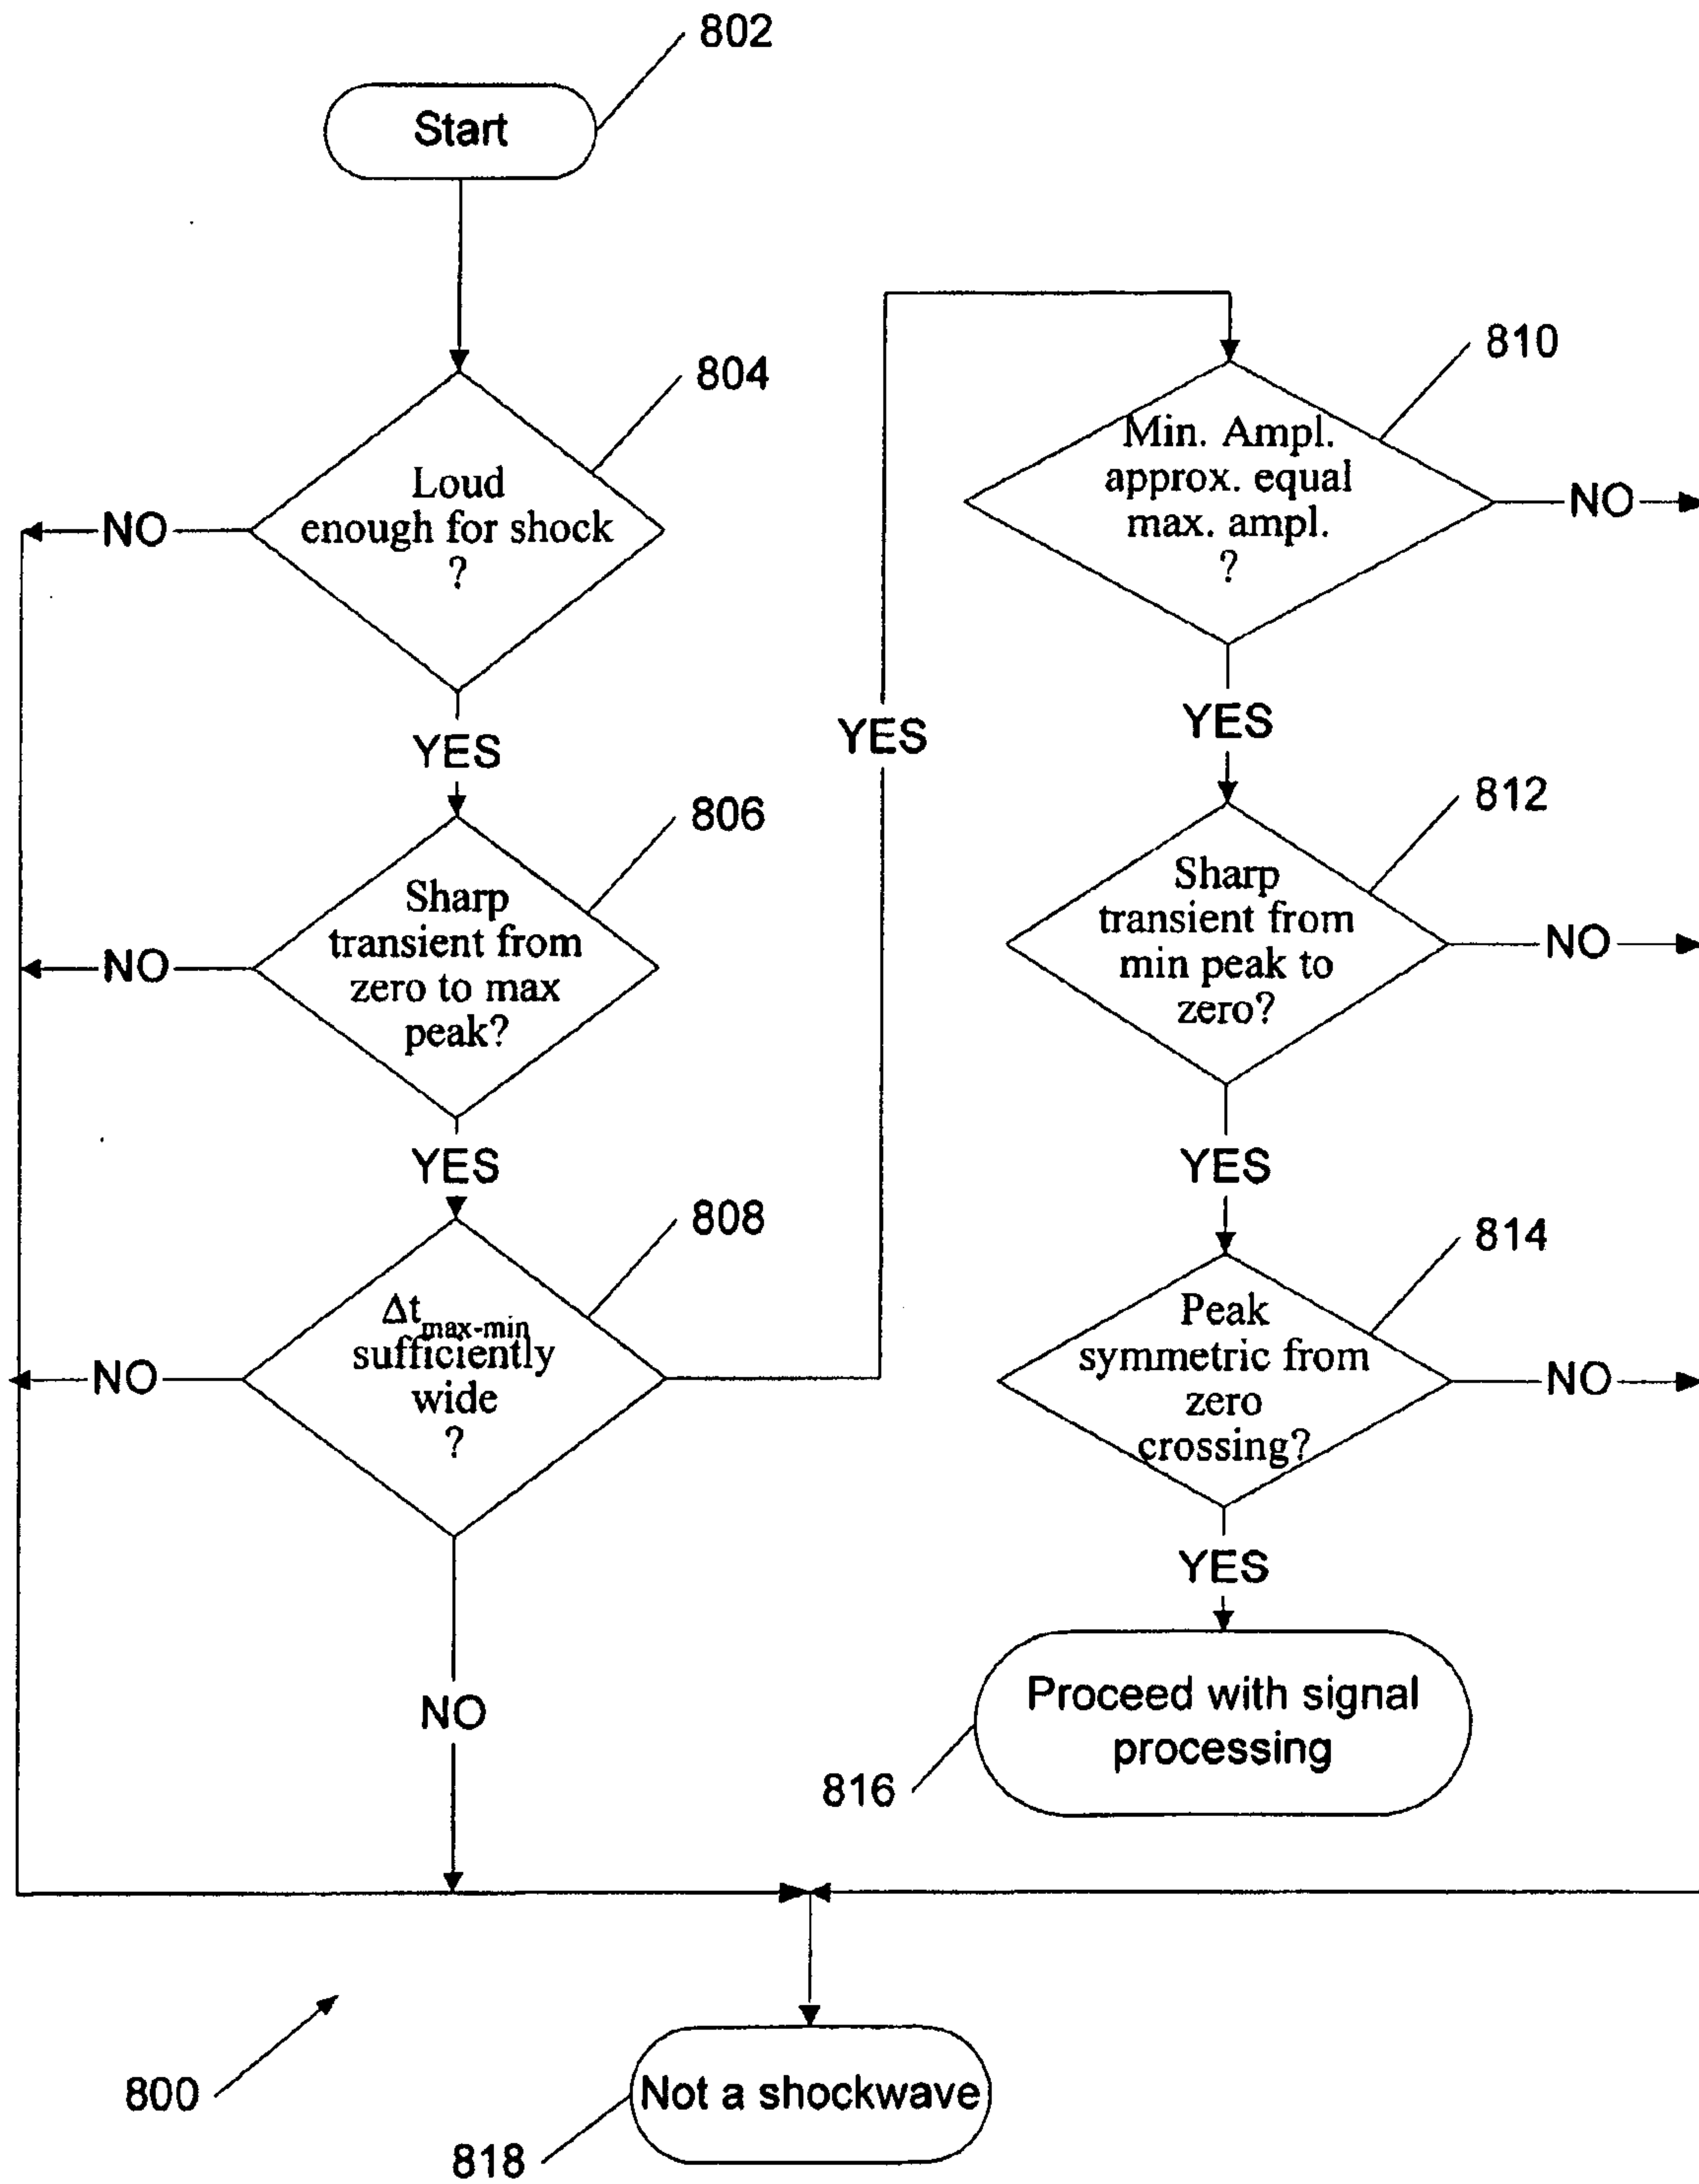 802
Start
804
Loud
enough for shock
?
NO
YES
806
Sharp
transient from
zero to max
peak?
NO
YES
808
Δtmax-min
sufficiently
wide
?
NO
NO
YES
810
Min. Ampl.
approx. equal
max. ampl.
?
NO
YES
812
Sharp
transient from
min peak to
zero?
NO
YES
814
Peak
symmetric from
zero
crossing?
NO
YES
Proceed with signal
processing
816
800
Not a shockwave
818